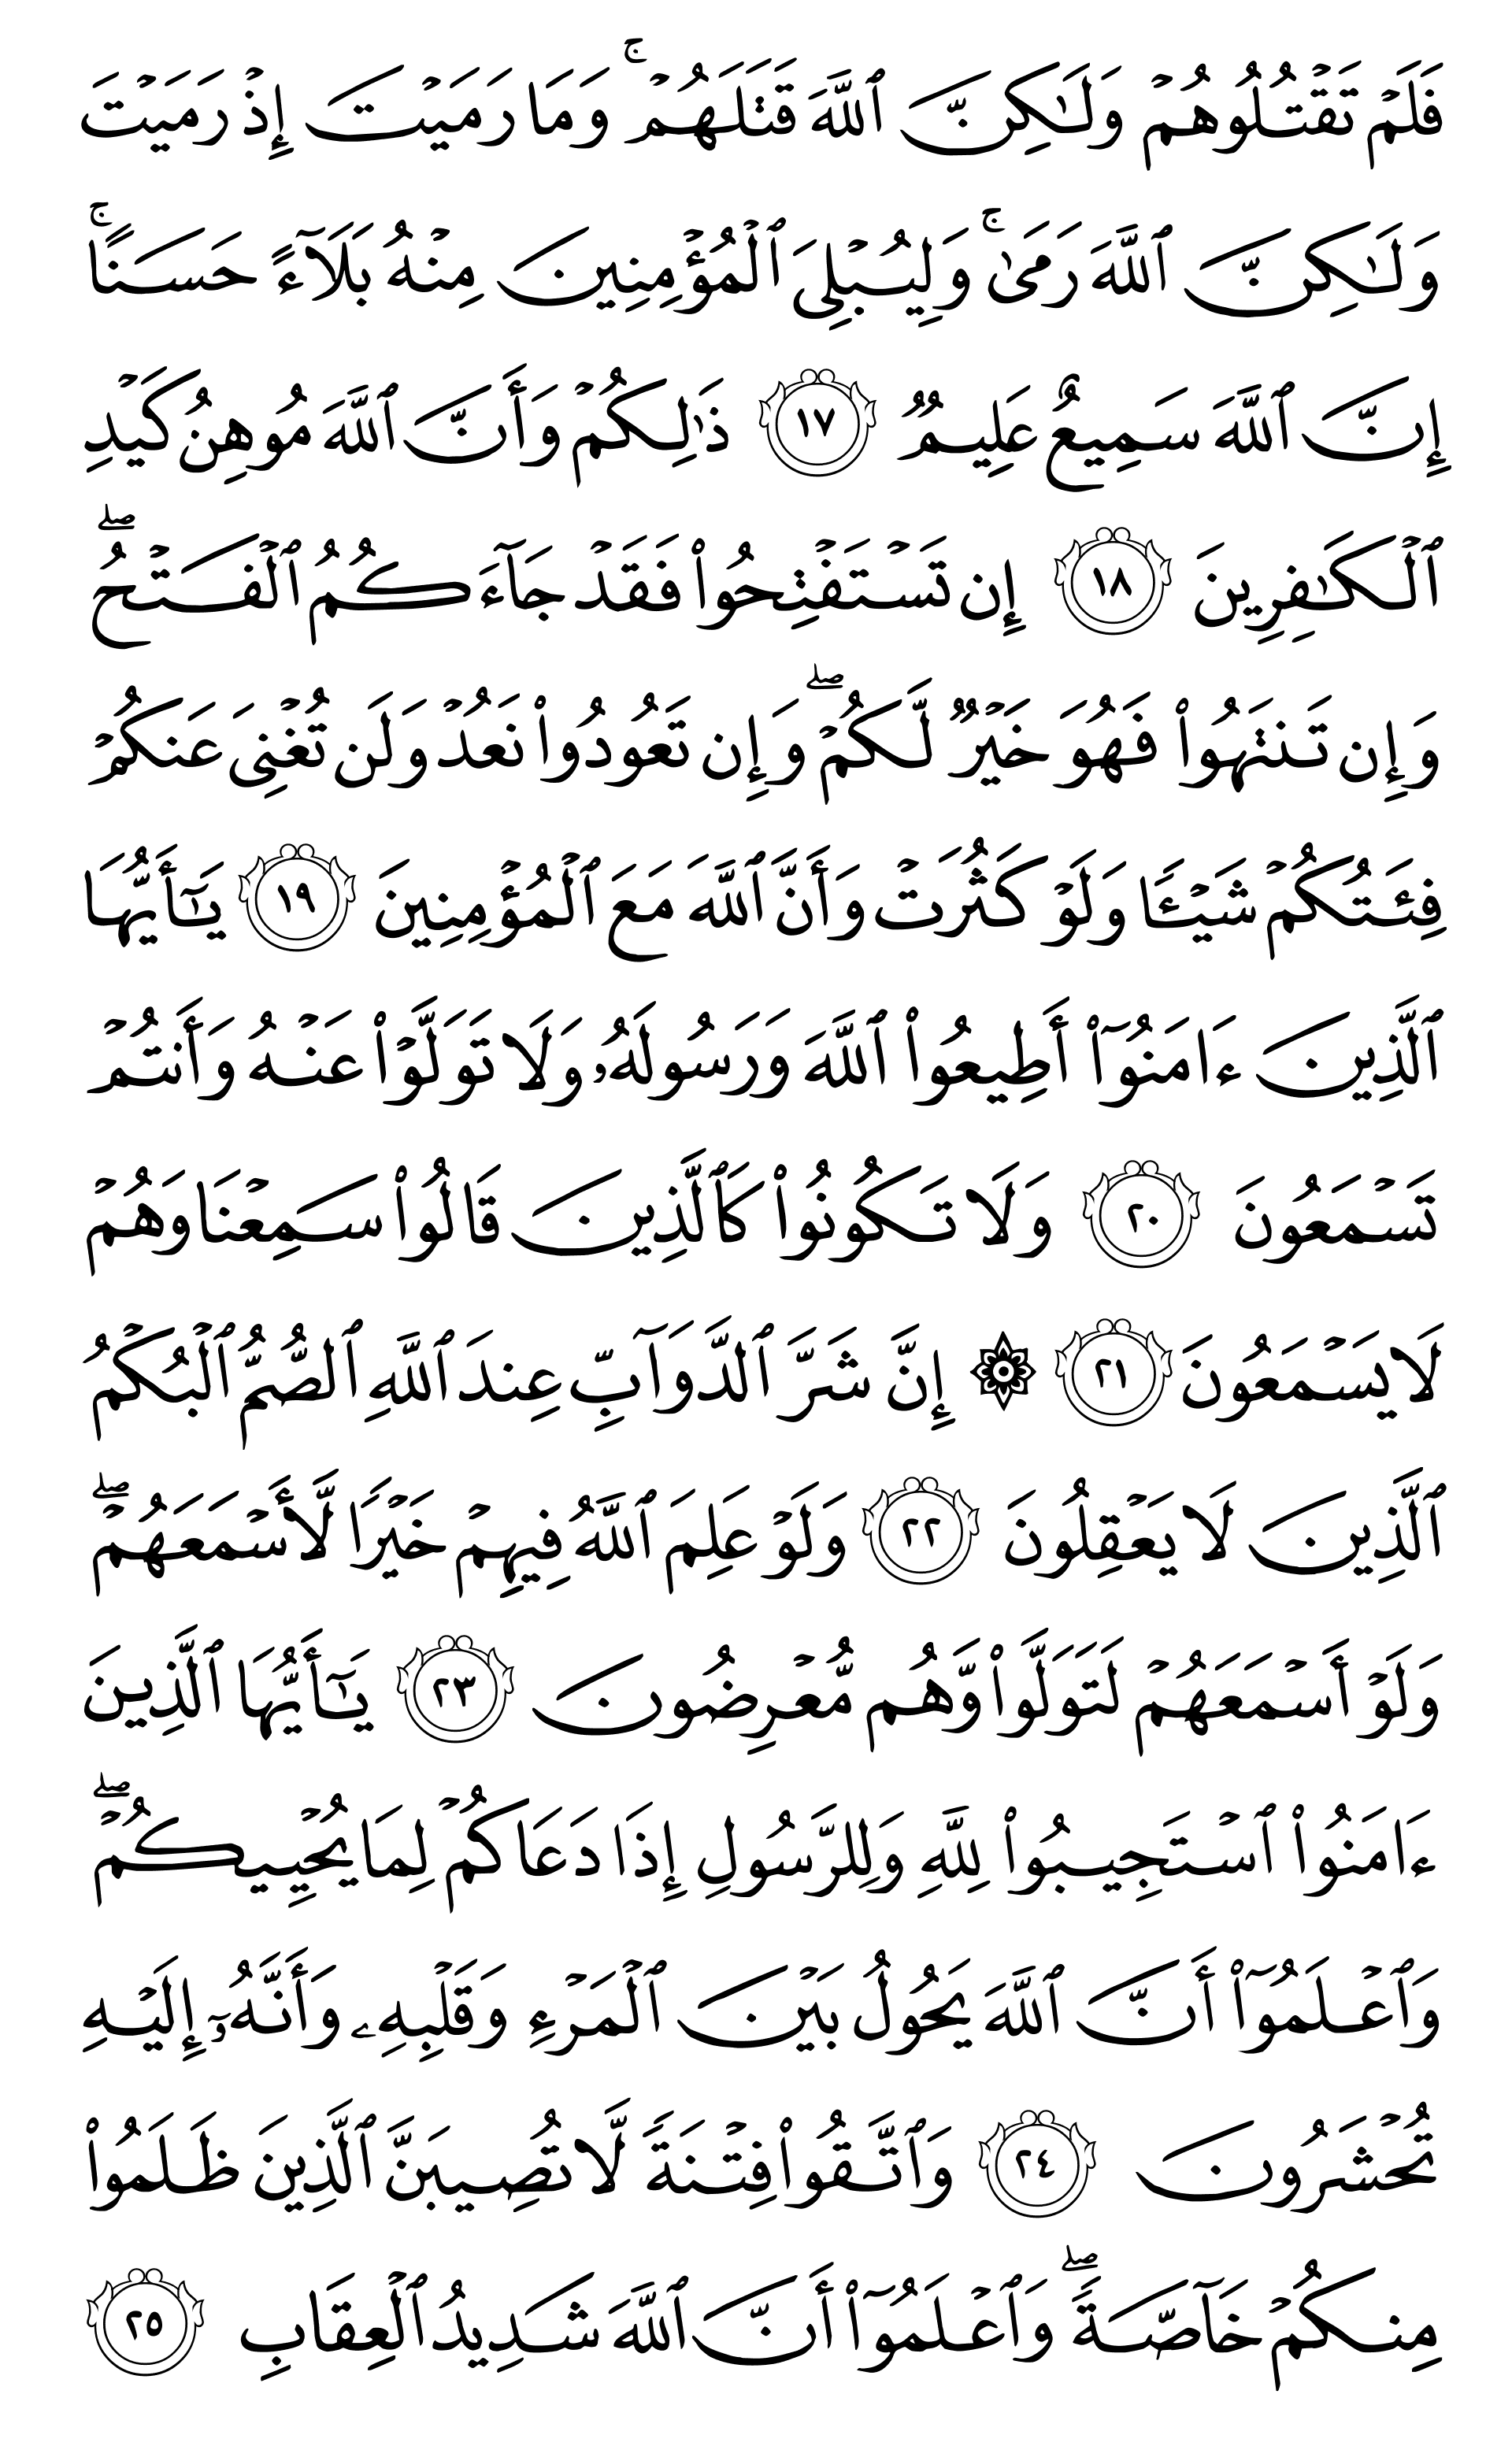 فَلَمۡ تَقۡتُلُوهُمۡ وَلَٰكِنَّ ٱللَّهَ قَتَلَهُمۡۚ وَمَا رَمَيۡتَ إِذۡ رَمَيۡتَ
وَلَٰكِنَّ ٱللَّهَ رَمَىٰۚ وَلِيُبۡلِيَ ٱلۡمُؤۡمِنِينَ مِنۡهُ بَلَآءً حَسَنًاۚ
إِنَّ ٱللَّهَ سَمِيعٌ عَلِيمٌ ١٧ ذَٰلِكُمۡ وَأَنَّ ٱللَّهَ مُوهِنُ كَيۡدِ
ٱلۡكَٰفِرِينَ ١٨ إِن تَسۡتَفۡتِحُواْ فَقَدۡ جَآءَكُمُ ٱلۡفَتۡحُۖ
وَإِن تَنتَهُواْ فَهُوَ خَيۡرٌ لَّكُمۡۖ وَإِن تَعُودُواْ نَعُدۡ وَلَن تُغۡنِيَ عَنكُمۡ
فِئَتُكُمۡ شَيۡـًٔا وَلَوۡ كَثُرَتۡ وَأَنَّ ٱللَّهَ مَعَ ٱلۡمُؤۡمِنِينَ ١٩ يَٰٓأَيُّهَا
ٱلَّذِينَ ءَامَنُوٓاْ أَطِيعُواْ ٱللَّهَ وَرَسُولَهُۥ وَلَا تَوَلَّوۡاْ عَنۡهُ وَأَنتُمۡ
تَسۡمَعُونَ ٢٠ وَلَا تَكُونُواْ كَٱلَّذِينَ قَالُواْ سَمِعۡنَا وَهُمۡ
لَا يَسۡمَعُونَ ٢١ ۞ إِنَّ شَرَّ ٱلدَّوَآبِّ عِندَ ٱللَّهِ ٱلصُّمُّ ٱلۡبُكۡمُ
ٱلَّذِينَ لَا يَعۡقِلُونَ ٢٢ وَلَوۡ عَلِمَ ٱللَّهُ فِيهِمۡ خَيۡرًا لَّأَسۡمَعَهُمۡۖ
وَلَوۡ أَسۡمَعَهُمۡ لَتَوَلَّواْ وَّهُم مُّعۡرِضُونَ ٢٣ يَٰٓأَيُّهَا ٱلَّذِينَ
ءَامَنُواْ ٱسۡتَجِيبُواْ لِلَّهِ وَلِلرَّسُولِ إِذَا دَعَاكُمۡ لِمَا يُحۡيِيكُمۡۖ
وَٱعۡلَمُوٓاْ أَنَّ ٱللَّهَ يَحُولُ بَيۡنَ ٱلۡمَرۡءِ وَقَلۡبِهِۦ وَأَنَّهُۥٓ إِلَيۡهِ
تُحۡشَرُونَ ٢٤ وَٱتَّقُواْ فِتۡنَةً لَّا تُصِيبَنَّ ٱلَّذِينَ ظَلَمُواْ
مِنكُمۡ خَآصَّةًۖ وَٱعۡلَمُوٓاْ أَنَّ ٱللَّهَ شَدِيدُ ٱلۡعِقَابِ ٢٥